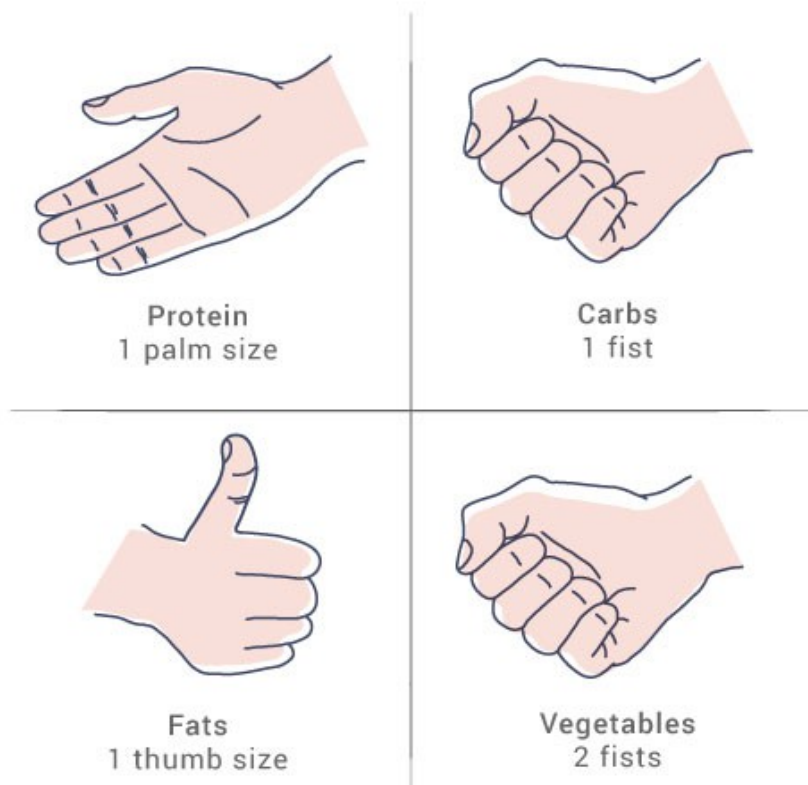 Protein
1 palm size
Carbs
1 fist
Fats
1 thumb size
Vegetables
2 fists